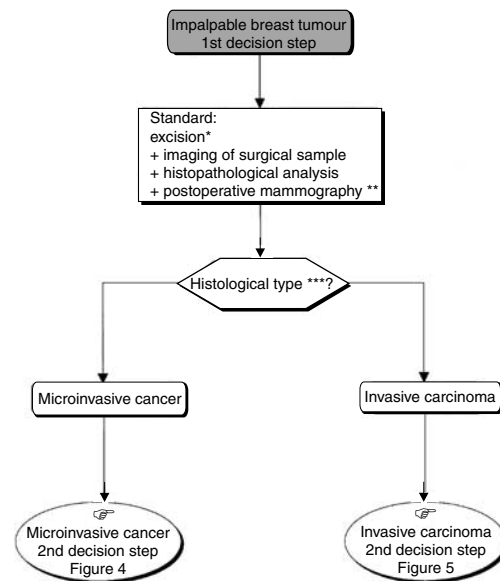 Impalpable breast tumour
1st decision step
Standard:
excision*
+ imaging of surgical sample
+ histopathological analysis
+ postoperative mammography **
Histological type ***?
Microinvasive cancer
Invasive carcinoma
☞
Microinvasive cancer
2nd decision step
Figure 4
☞
Invasive carcinoma
2nd decision step
Figure 5